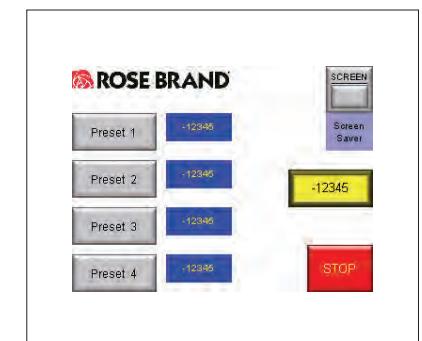 ROSE BRAND
SCREEN
Preset 1
-12345
Screen
Saver
Preset 2
-12345
-12345
Preset 3
-12345
Preset 4
-12345
STOP